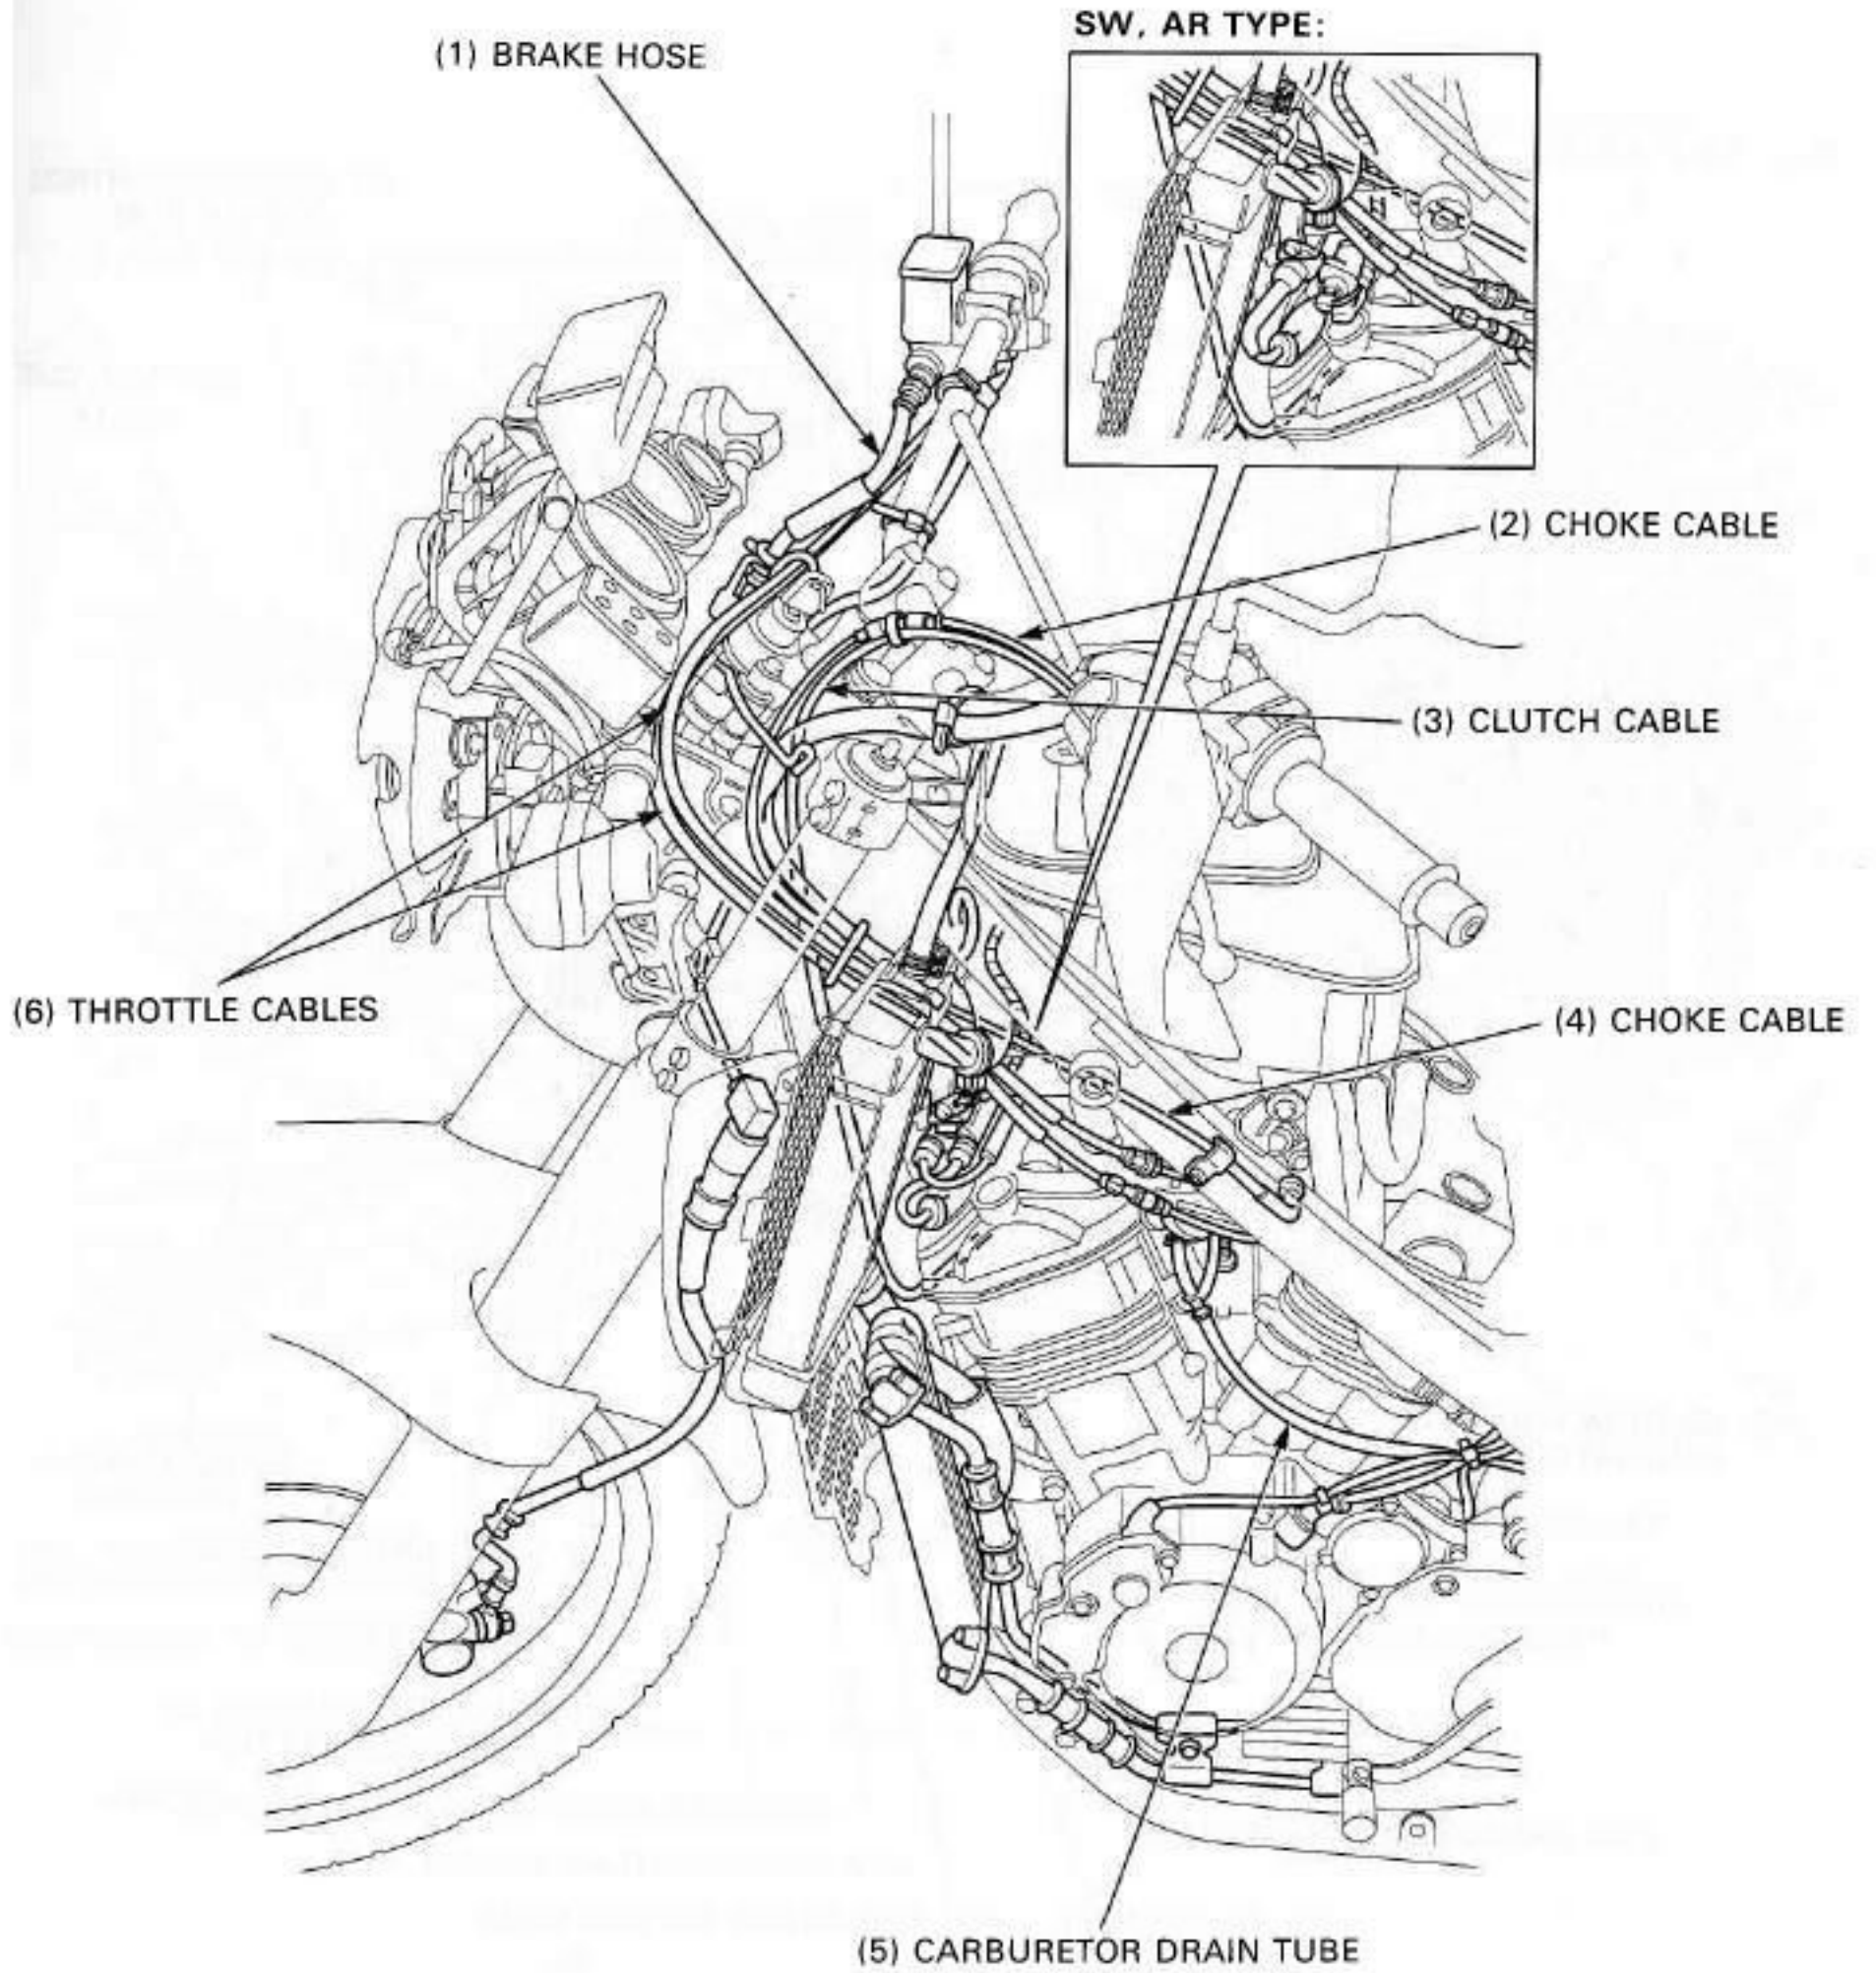 SW, AR TYPE:
(1) BRAKE HOSE
(2) CHOKE CABLE
(3) CLUTCH CABLE
(6) THROTTLE CABLES
(4) CHOKE CABLE
(5) CARBURETOR DRAIN TUBE